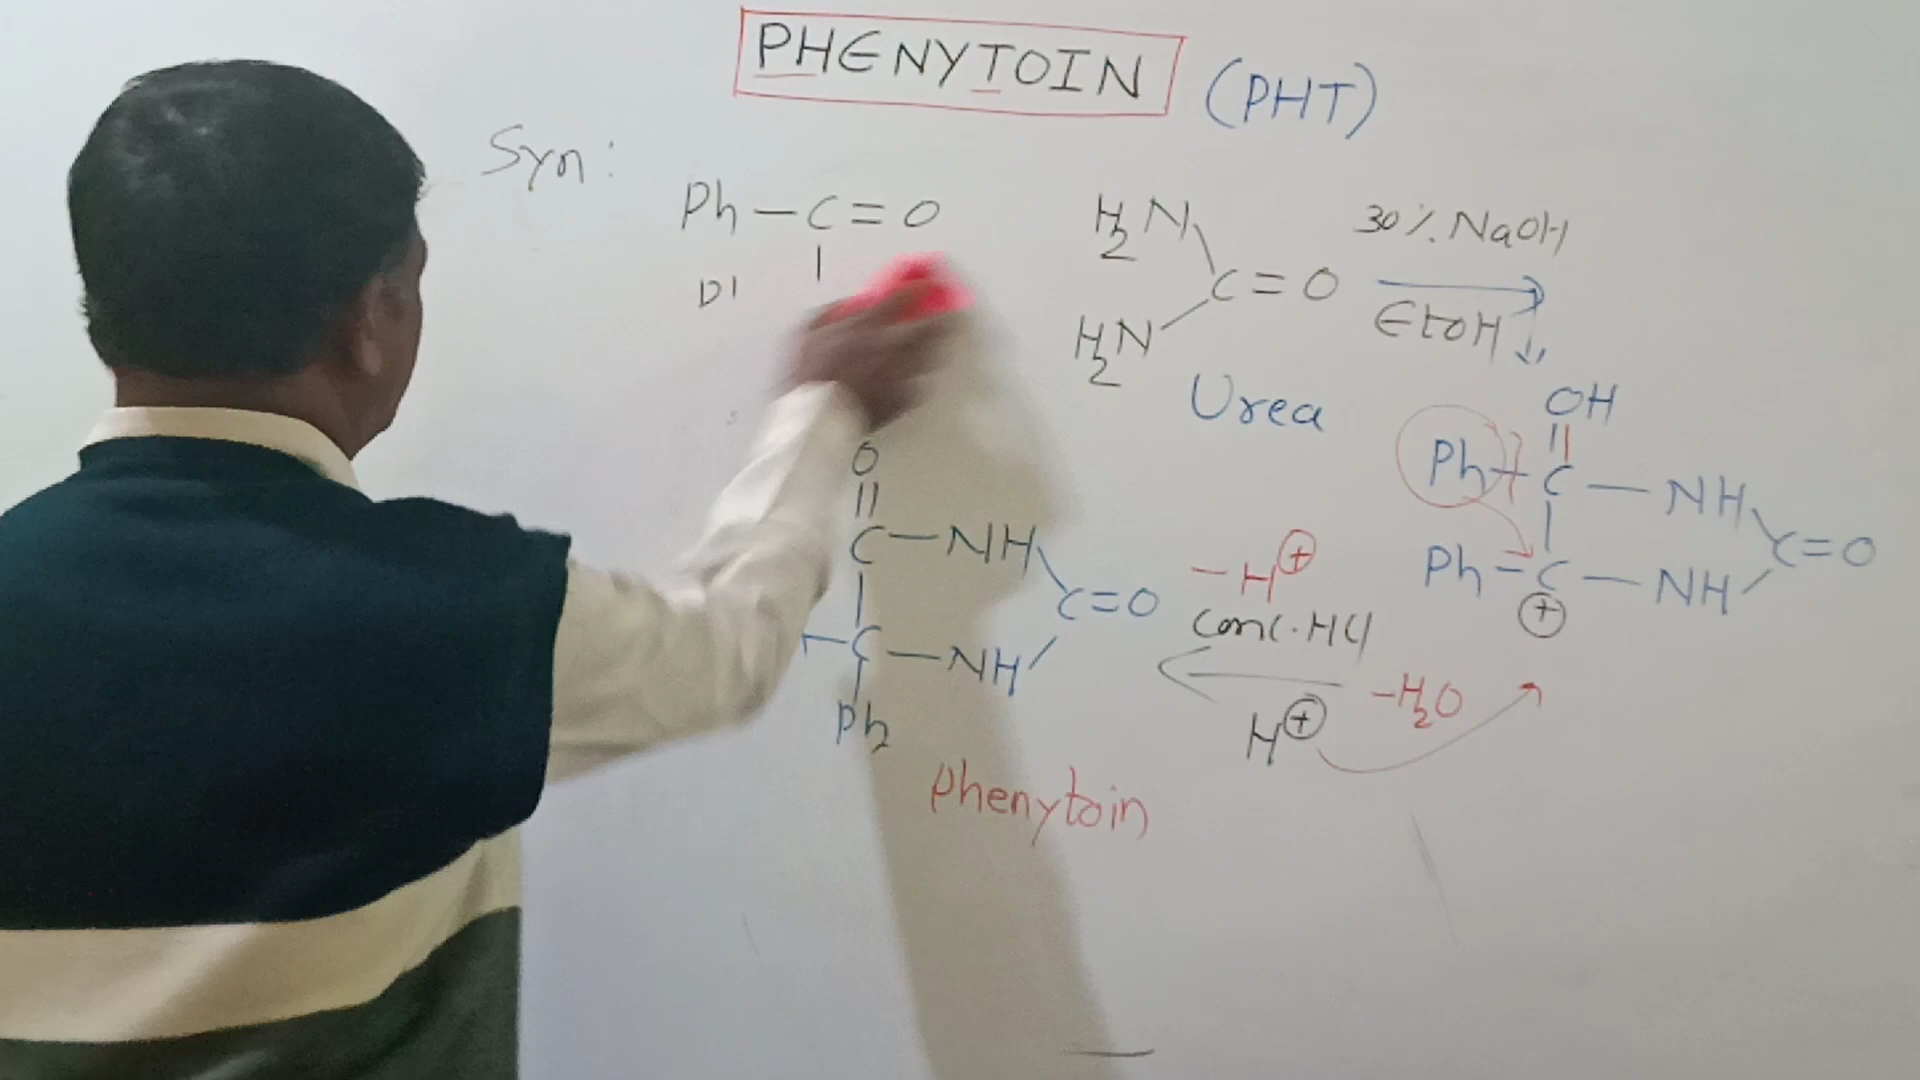 PHENYTOIN (PHT)
Syn:
Ph — C = O
H2N
30% NaOH
C = O
EtOH
H2N
Urea
OH
Ph C — NH
C = O
Ph – C — NH
⊕
O
C — NH
C = O
C — NH
Ph
– H⊕
conc. HCl
–H2O
H⊕
Phenytoin